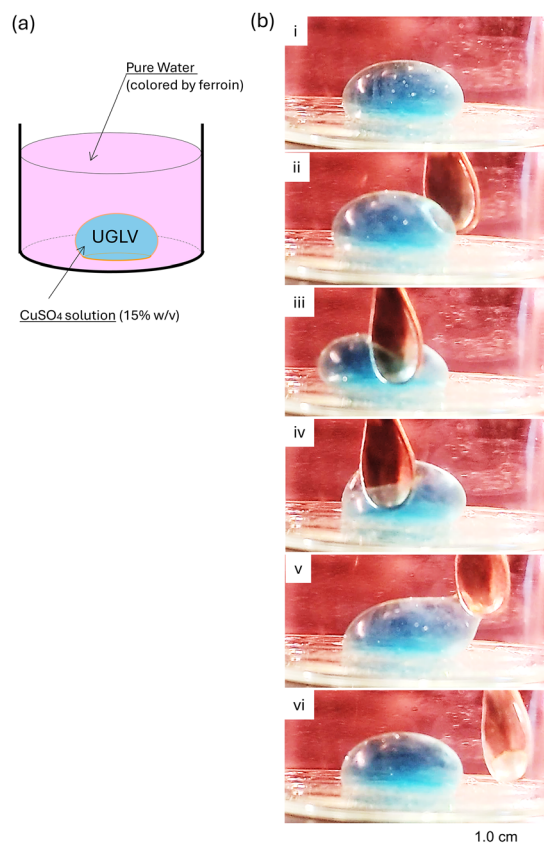 (a)
Pure Water
(colored by ferroin)
UGLV
CuSO₄ solution (15% w/v)
(b)
i
ii
iii
iv
v
vi
1.0 cm